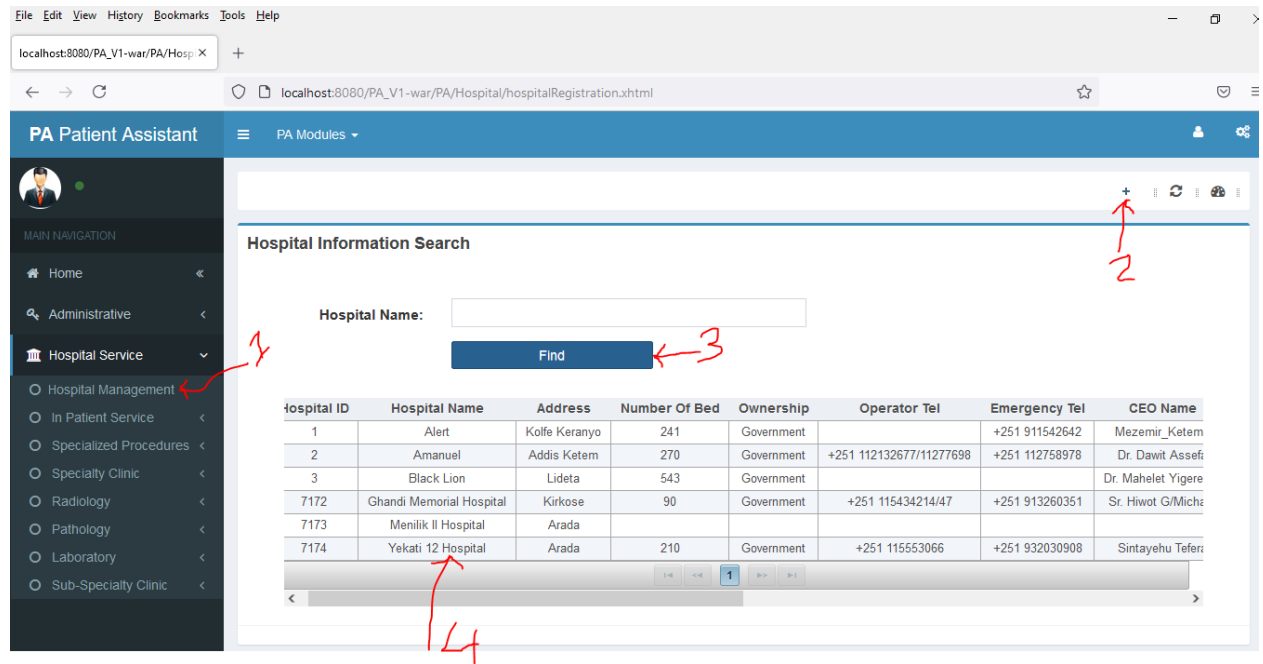 File Edit View History Bookmarks Tools Help
localhost:8080/PA_V1-war/PA/Hosp
localhost:8080/PA_V1-war/PA/Hospital/hospitalRegistration.xhtml
PA Patient Assistant
PA Modules
MAIN NAVIGATION
Home
Administrative
Hospital Service
Hospital Management
In Patient Service
Specialized Procedures
Specialty Clinic
Radiology
Pathology
Laboratory
Sub-Specialty Clinic
1
2
Hospital Information Search
Hospital Name:
Find
3
Hospital ID Hospital Name Address Number Of Bed Ownership Operator Tel Emergency Tel CEO Name
1 Alert Kolfe Keranyo 241 Government +251 911542642 Mezemir_Ketem
2 Amanuel Addis Ketem 270 Government +251 112132677/11277698 +251 112758978 Dr. Dawit Assefa
3 Black Lion Lideta 543 Government Dr. Mahelet Yigere
7172 Ghandi Memorial Hospital Kirkose 90 Government +251 115434214/47 +251 913260351 Sr. Hiwot G/Micha
7173 Menilik II Hospital Arada
7174 Yekati 12 Hospital Arada 210 Government +251 115553066 +251 932030908 Sintayehu Tefera
1
4